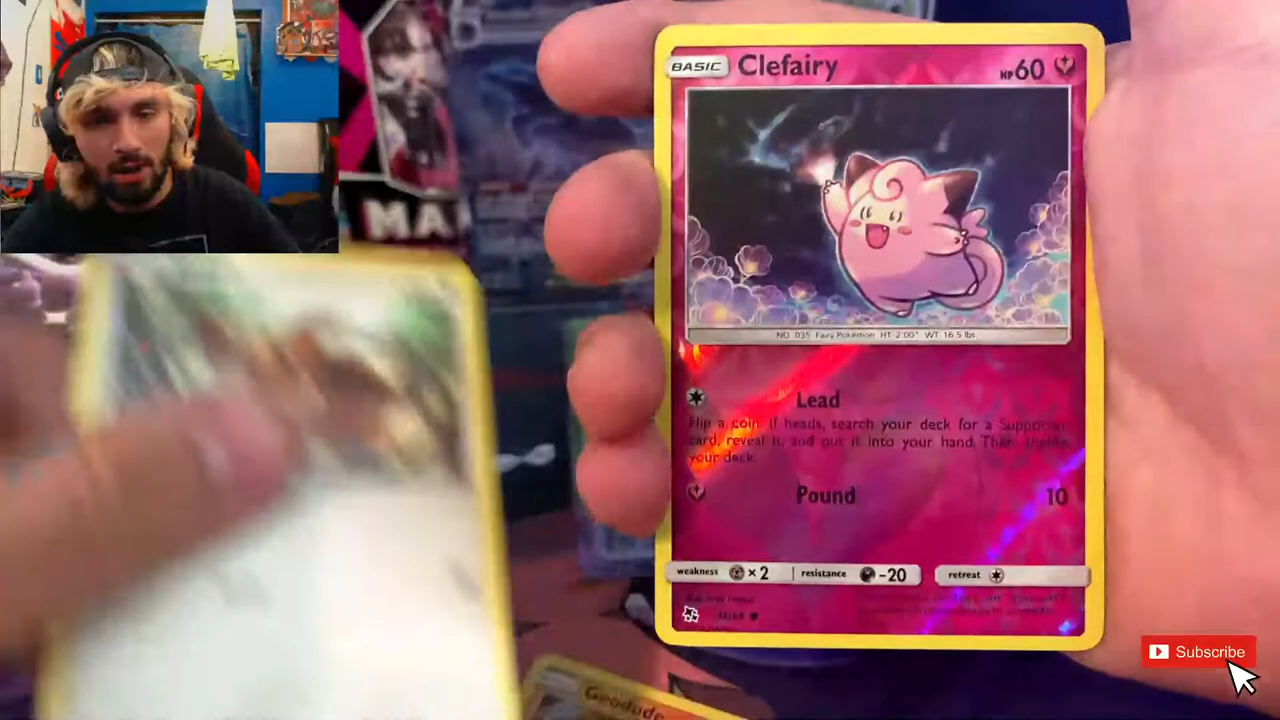 MA
BASIC Clefairy HP60
NO. 035 Fairy Pokémon HT 2'00" WT 16.5 lbs.
Lead
Flip a coin. If heads, search your deck for a Supporter
card, reveal it, and put it into your hand. Then, shuffle
your deck.
Pound 10
weakness ×2 resistance -20 retreat
Geodude
Subscribe